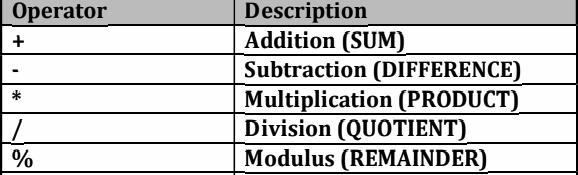 Operator Description
+ Addition (SUM)
- Subtraction (DIFFERENCE)
* Multiplication (PRODUCT)
/ Division (QUOTIENT)
% Modulus (REMAINDER)